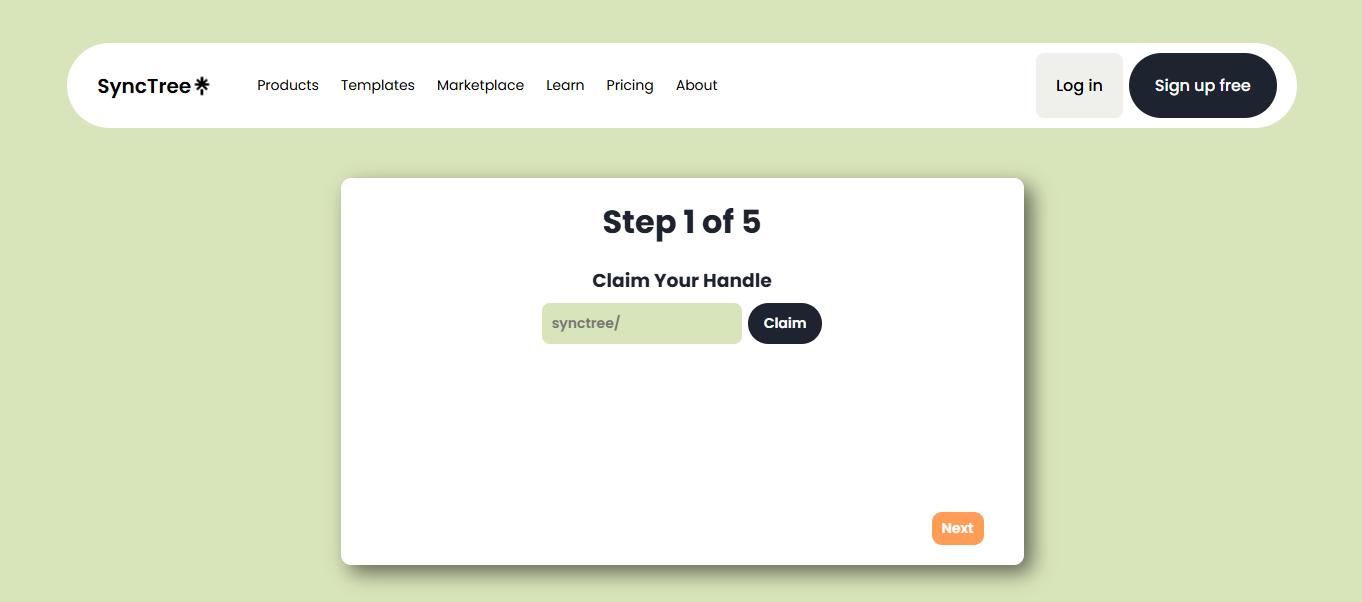 SyncTree
Products Templates Marketplace Learn Pricing About
Log in
Sign up free
Step 1 of 5
Claim Your Handle
synctree/
Claim
Next